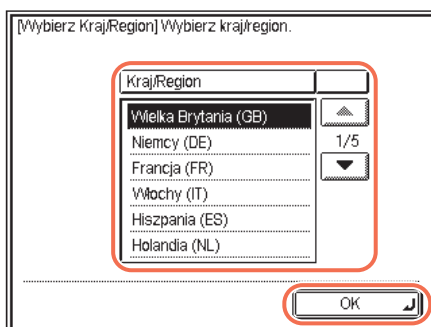 [Wybierz Kraj/Region] Wybierz kraj/region.
Kraj/Region
Wielka Brytania (GB)
Niemcy (DE)
1/5
Francja (FR)
Włochy (IT)
Hiszpania (ES)
Holandia (NL)
OK